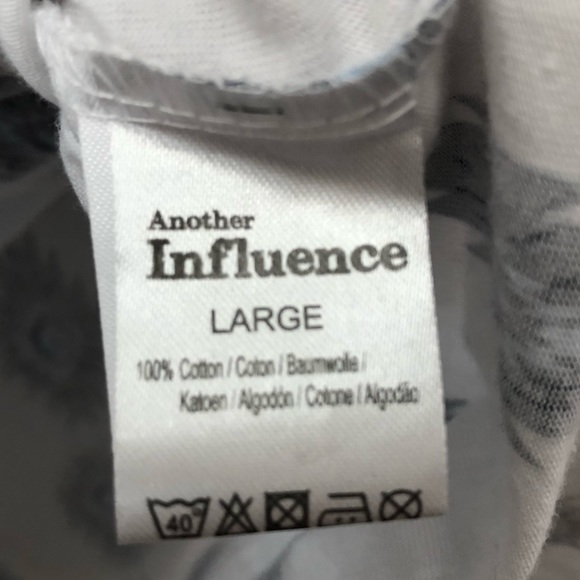 Another
Influence
LARGE
100% Cotton / Coton / Baumwolle /
Katoen / Algodón / Cotone / Algodão
40°